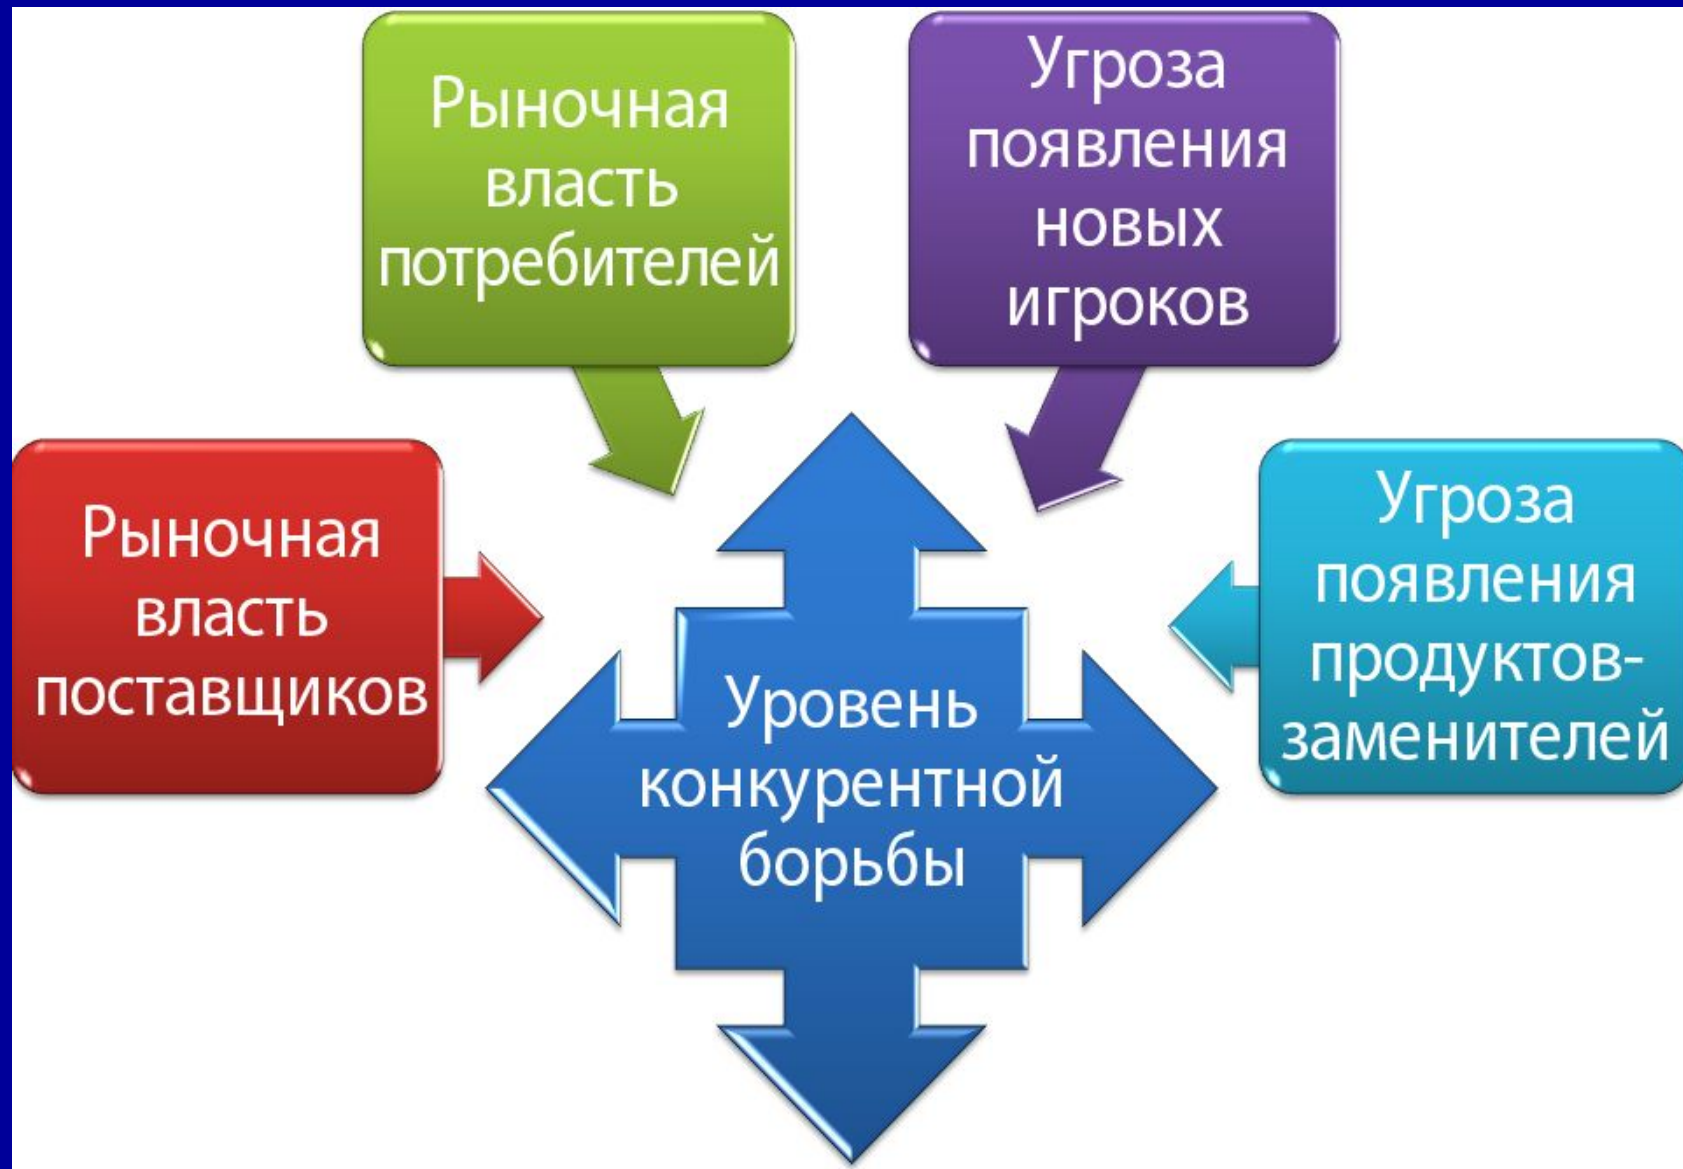 Рыночная
власть
потребителей
Угроза
появления
новых
игроков
Рыночная
власть
поставщиков
Угроза
появления
продуктов-
заменителей
Уровень
конкурентной
борьбы